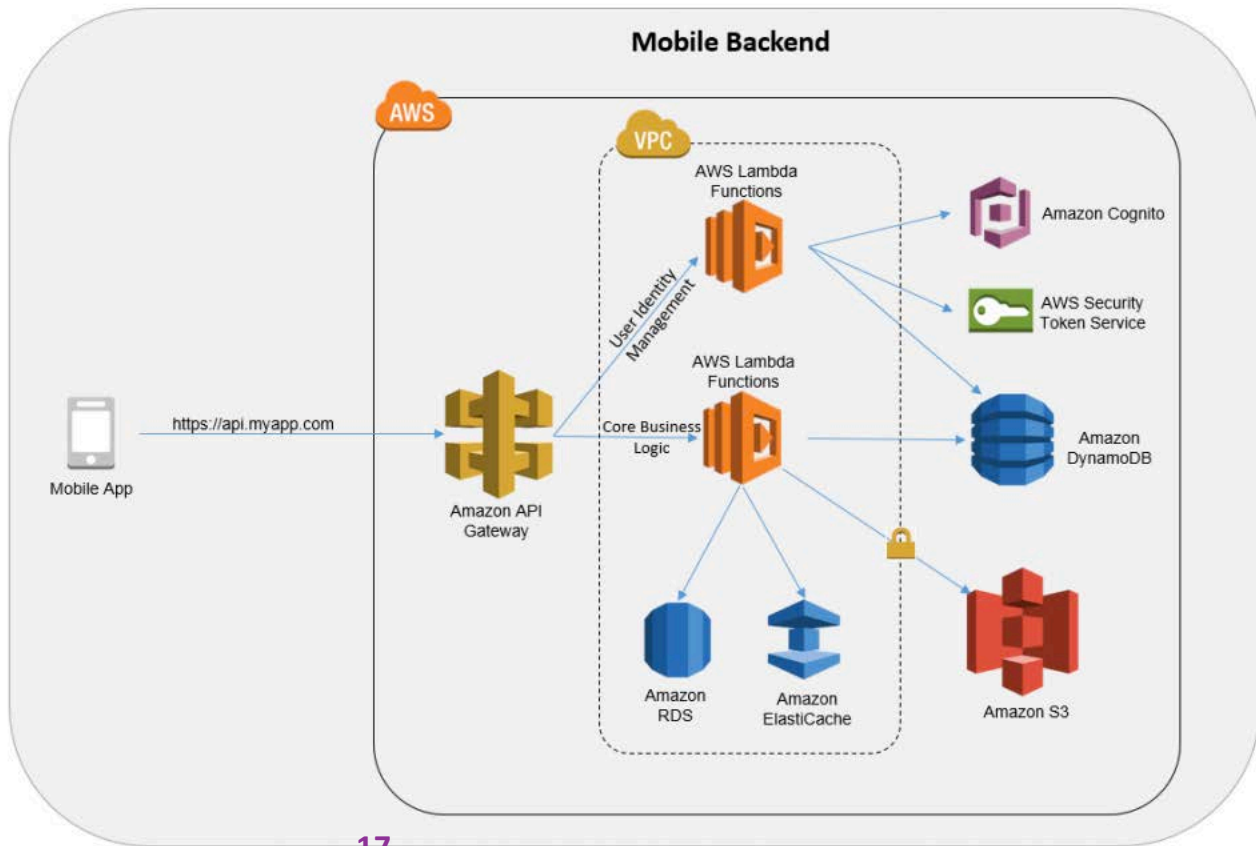 Mobile Backend
AWS
VPC
AWS Lambda
Functions
Amazon Cognito
User Identity
Management
AWS Security
Token Service
AWS Lambda
Functions
https://api.myapp.com
Core Business
Logic
Amazon
DynamoDB
Mobile App
Amazon API
Gateway
Amazon
RDS
Amazon
ElastiCache
Amazon S3
17